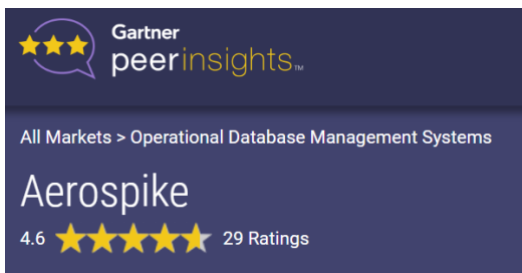 Gartner
peerinsights™
All Markets > Operational Database Management Systems
Aerospike
4.6 29 Ratings